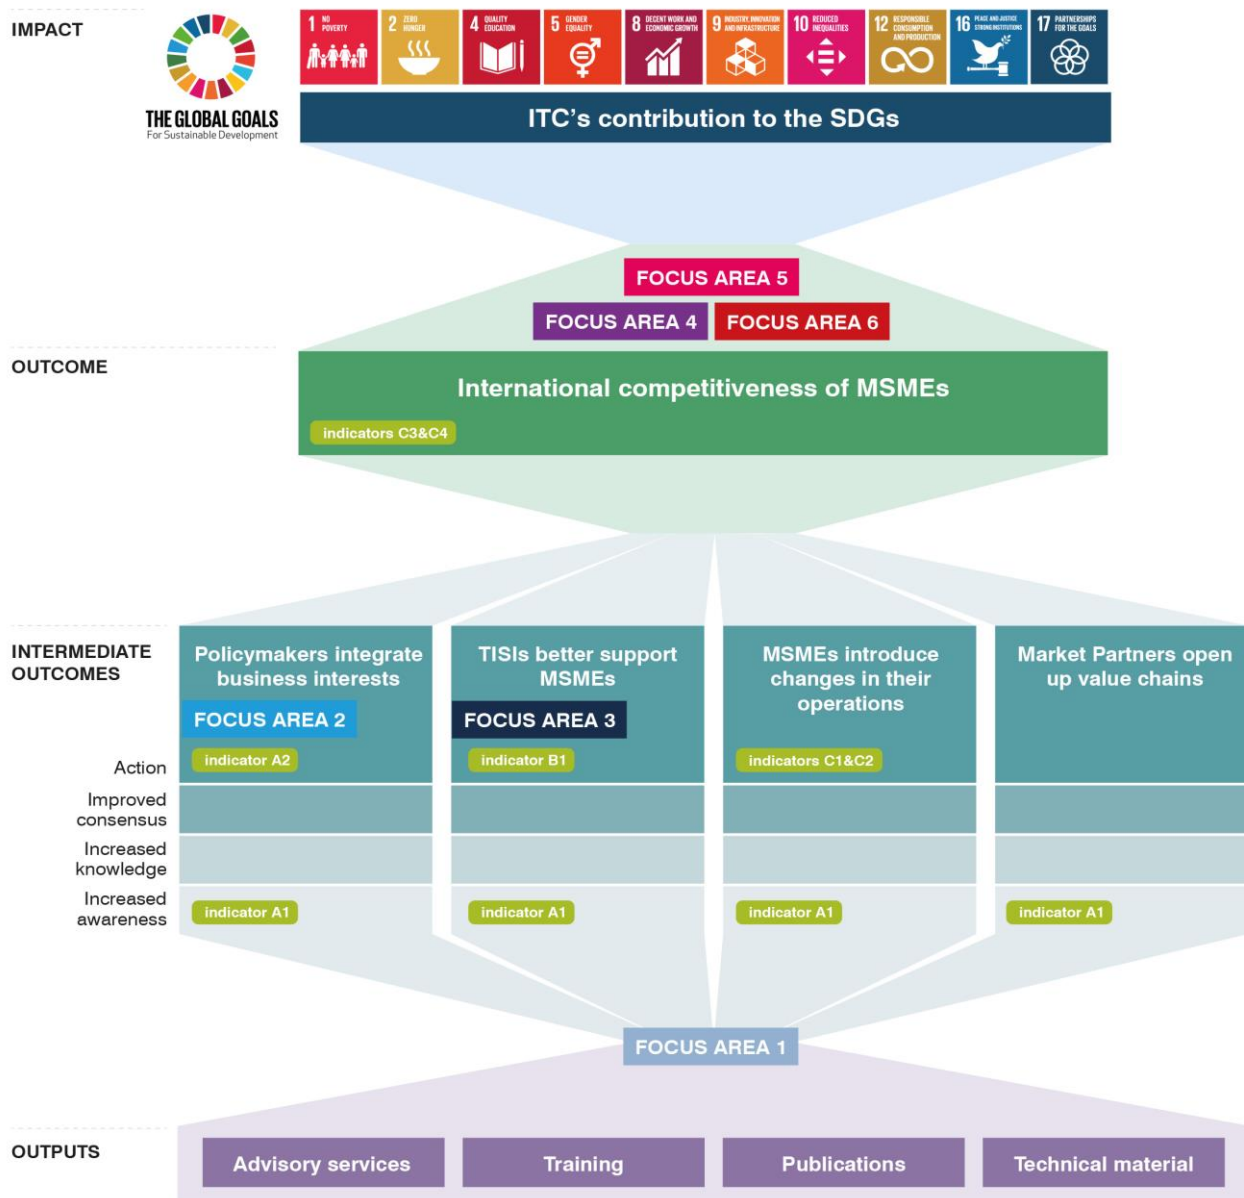 IMPACT
1 NO POVERTY
2 ZERO HUNGER
4 QUALITY EDUCATION
5 GENDER EQUALITY
8 DECENT WORK AND ECONOMIC GROWTH
9 INDUSTRY, INNOVATION AND INFRASTRUCTURE
10 REDUCED INEQUALITIES
12 RESPONSIBLE CONSUMPTION AND PRODUCTION
16 PEACE AND JUSTICE STRONG INSTITUTIONS
17 PARTNERSHIPS FOR THE GOALS
THE GLOBAL GOALS
For Sustainable Development
ITC's contribution to the SDGs
FOCUS AREA 5
FOCUS AREA 4
FOCUS AREA 6
OUTCOME
International competitiveness of MSMEs
indicators C3&C4
INTERMEDIATE
OUTCOMES
Policymakers integrate
business interests
FOCUS AREA 2
indicator A2
TISIs better support
MSMEs
FOCUS AREA 3
indicator B1
MSMEs introduce
changes in their
operations
indicators C1&C2
Market Partners open
up value chains
Action
Improved
consensus
Increased
knowledge
Increased
awareness
indicator A1
indicator A1
indicator A1
indicator A1
FOCUS AREA 1
OUTPUTS
Advisory services
Training
Publications
Technical material